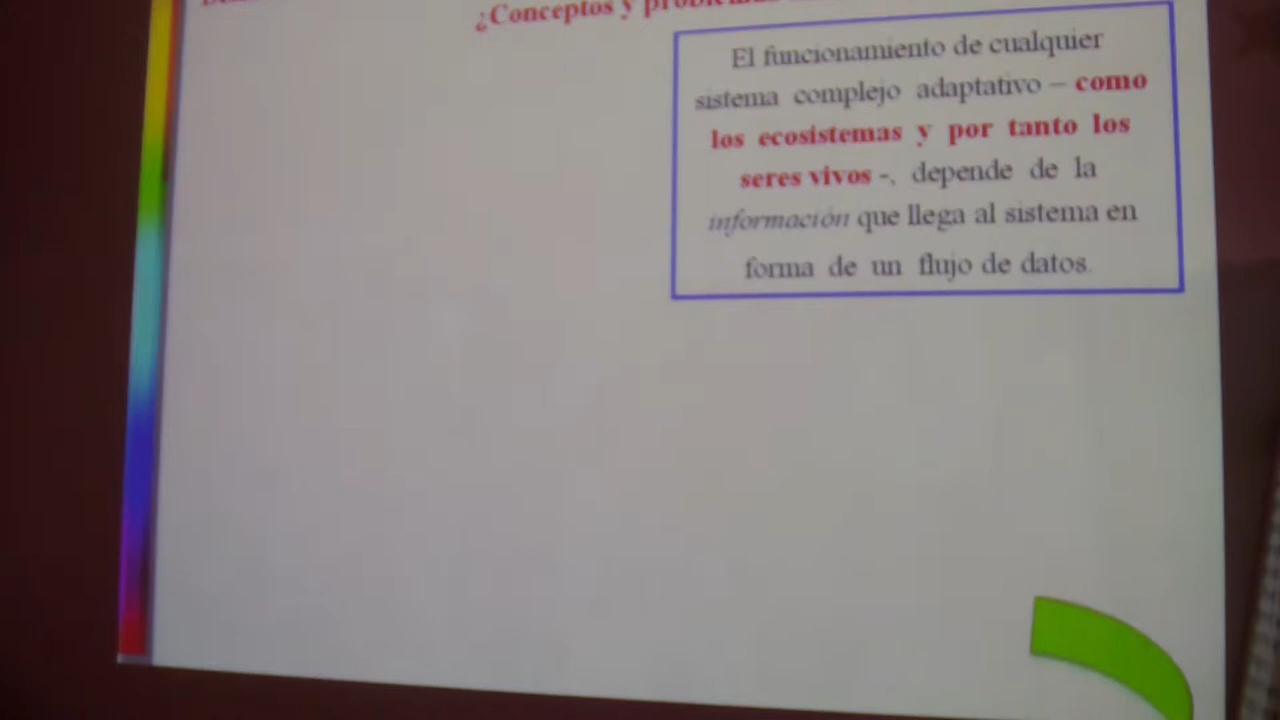 ¿Conceptos y
El funcionamiento de cualquier
sistema complejo adaptativo – como
los ecosistemas y por tanto los
seres vivos -, depende de la
información que llega al sistema en
forma de un flujo de datos.